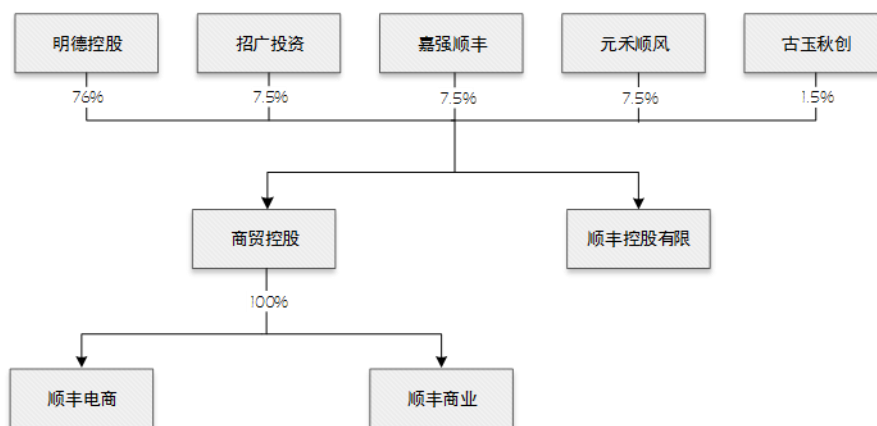 明德控股
招广投资
嘉强顺丰
元禾顺风
古玉秋创
76%
7.5%
7.5%
7.5%
1.5%
商贸控股
顺丰控股有限
100%
顺丰电商
顺丰商业